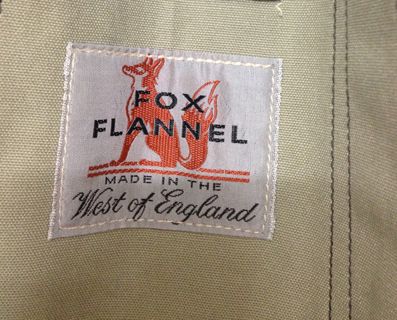 FOX
FLANNEL
MADE IN THE
West of England